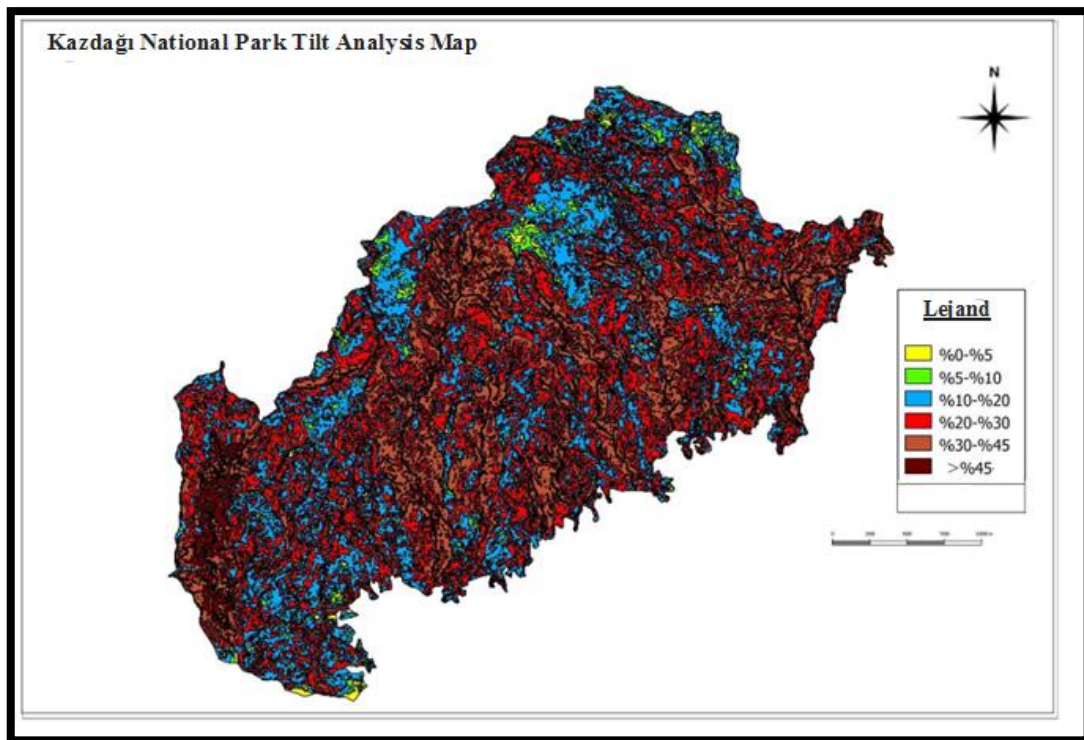 Kazdağı National Park Tilt Analysis Map
N
Lejand
%0-%5
%5-%10
%10-%20
%20-%30
%30-%45
>%45